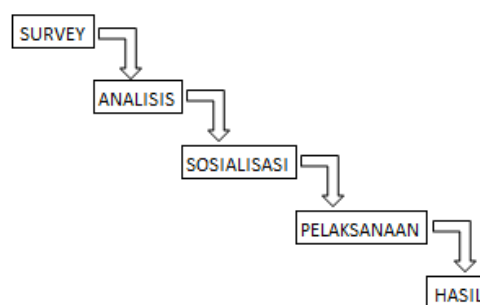 SURVEY
ANALISIS
SOSIALISASI
PELAKSANAAN
HASIL